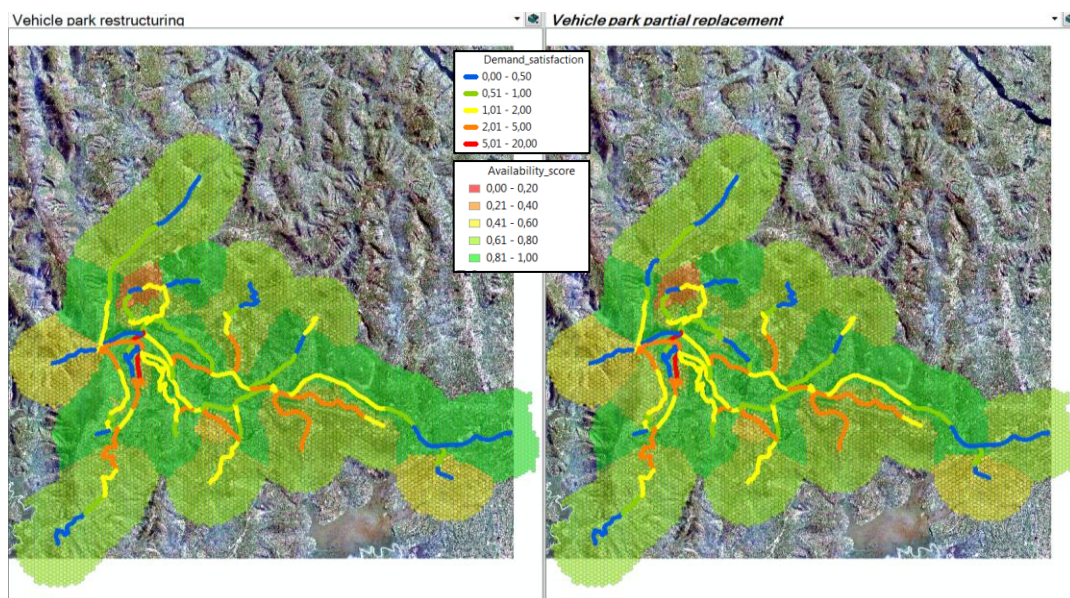 Vehicle park restructuring
Vehicle park partial replacement
Demand_satisfaction
0,00 - 0,50
0,51 - 1,00
1,01 - 2,00
2,01 - 5,00
5,01 - 20,00
Availability_score
0,00 - 0,20
0,21 - 0,40
0,41 - 0,60
0,61 - 0,80
0,81 - 1,00